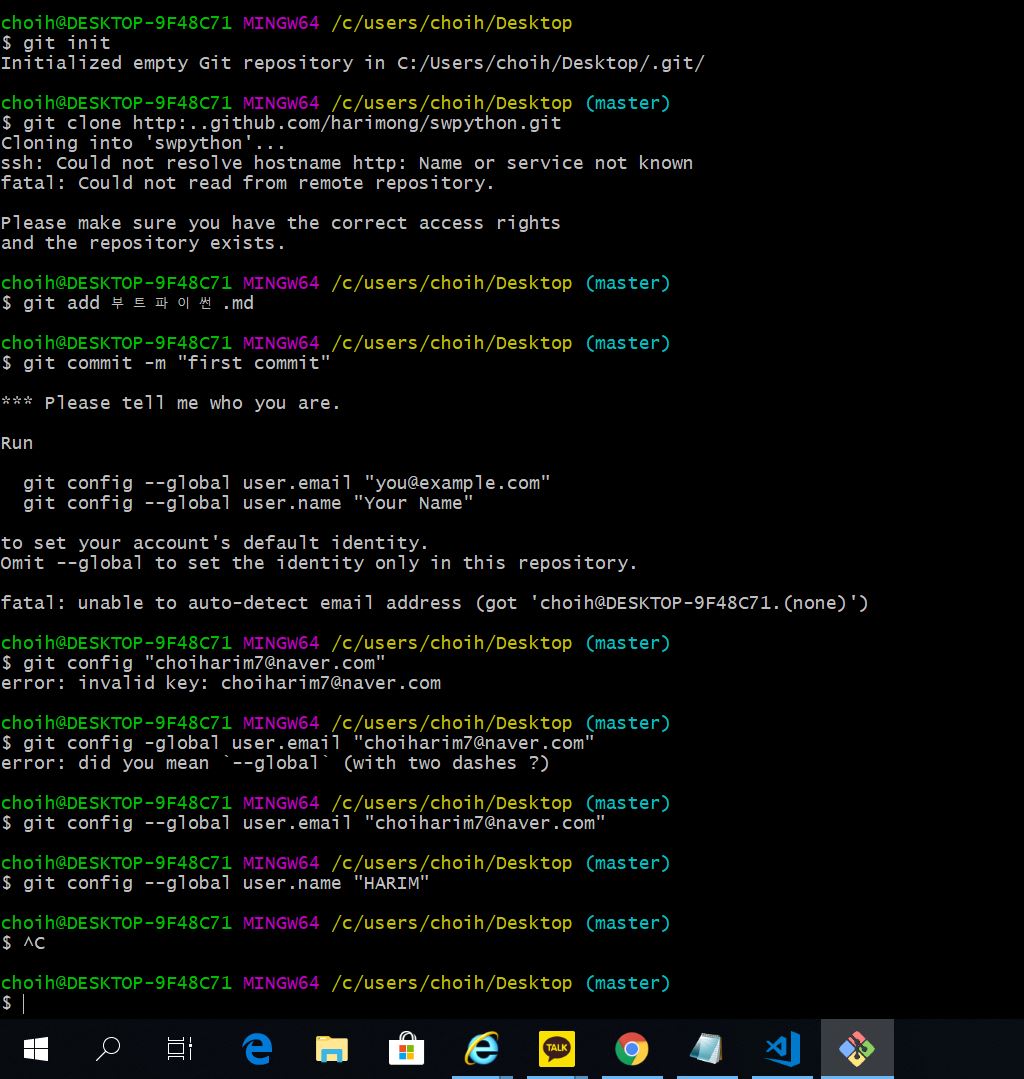 choih@DESKTOP-9F48C71 MINGW64 /c/users/choih/Desktop
$ git init
Initialized empty Git repository in C:/Users/choih/Desktop/.git/
choih@DESKTOP-9F48C71 MINGW64 /c/users/choih/Desktop (master)
$ git clone http:..github.com/harimong/swpython.git
Cloning into 'swpython'...
ssh: Could not resolve hostname http: Name or service not known
fatal: Could not read from remote repository.
Please make sure you have the correct access rights
and the repository exists.
choih@DESKTOP-9F48C71 MINGW64 /c/users/choih/Desktop (master)
$ git add 부트파이썬.md
choih@DESKTOP-9F48C71 MINGW64 /c/users/choih/Desktop (master)
$ git commit -m "first commit"
*** Please tell me who you are.
Run
git config --global user.email "you@example.com"
git config --global user.name "Your Name"
to set your account's default identity.
Omit --global to set the identity only in this repository.
fatal: unable to auto-detect email address (got 'choih@DESKTOP-9F48C71.(none)')
choih@DESKTOP-9F48C71 MINGW64 /c/users/choih/Desktop (master)
$ git config "choiharim7@naver.com"
error: invalid key: choiharim7@naver.com
choih@DESKTOP-9F48C71 MINGW64 /c/users/choih/Desktop (master)
$ git config -global user.email "choiharim7@naver.com"
error: did you mean `--global` (with two dashes ?)
choih@DESKTOP-9F48C71 MINGW64 /c/users/choih/Desktop (master)
$ git config --global user.email "choiharim7@naver.com"
choih@DESKTOP-9F48C71 MINGW64 /c/users/choih/Desktop (master)
$ git config --global user.name "HARIM"
choih@DESKTOP-9F48C71 MINGW64 /c/users/choih/Desktop (master)
$ ^C
choih@DESKTOP-9F48C71 MINGW64 /c/users/choih/Desktop (master)
$
TALK